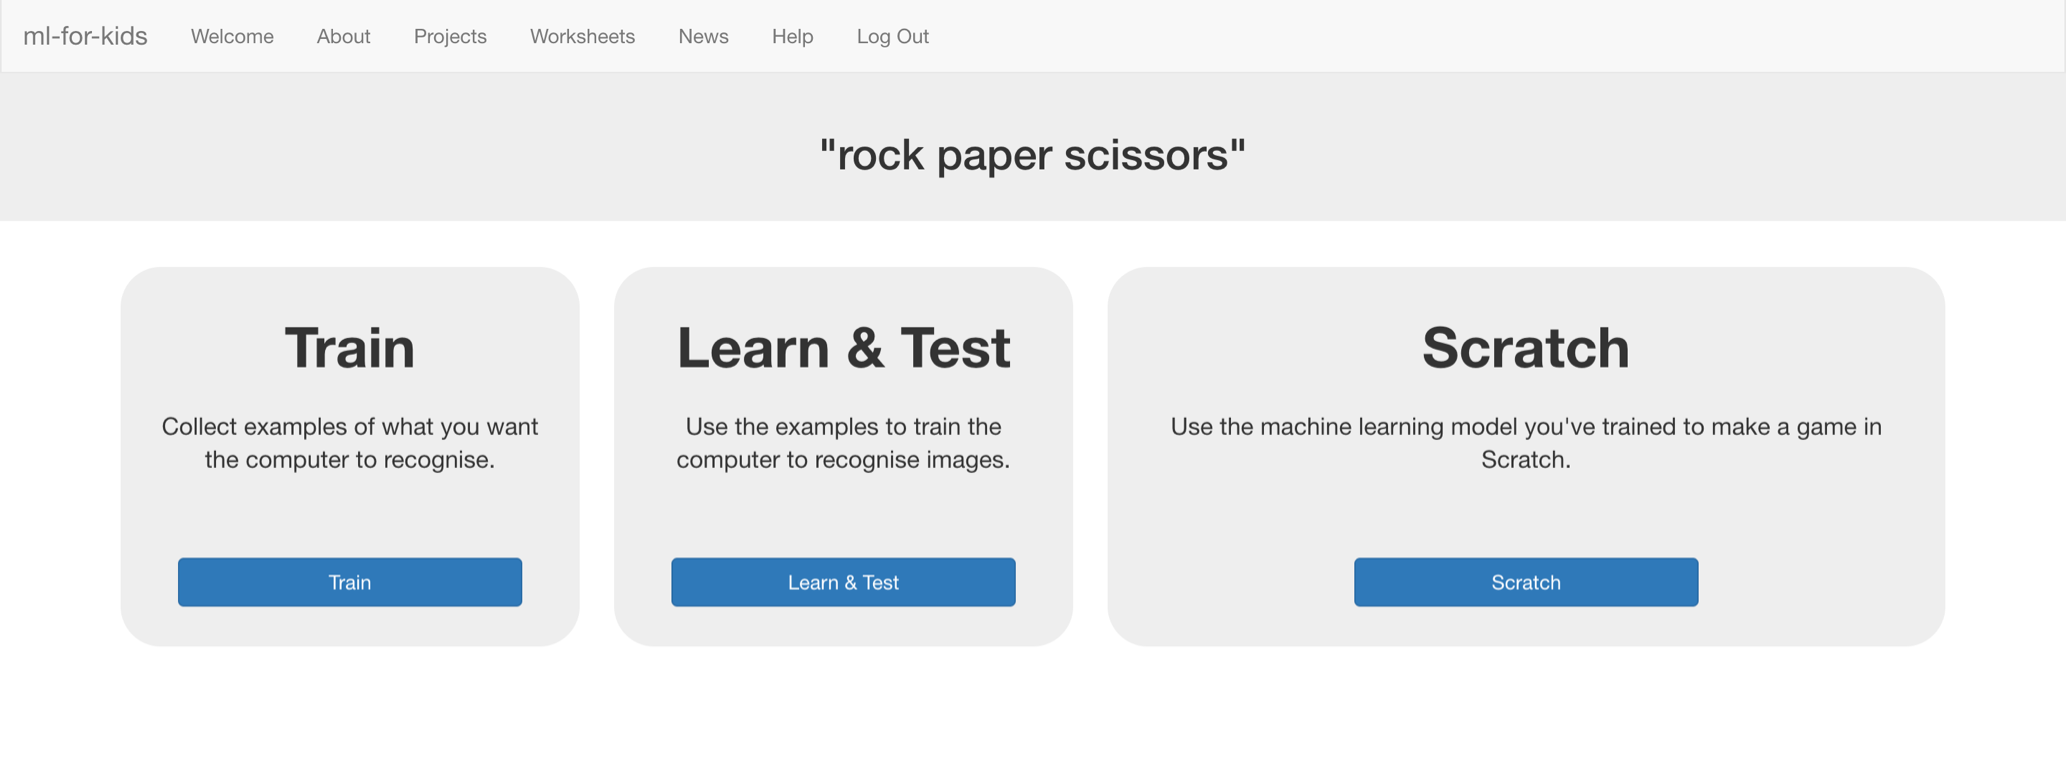 ml-for-kids Welcome About Projects Worksheets News Help Log Out
"rock paper scissors"
Train
Collect examples of what you want
the computer to recognise.
Train
Learn & Test
Use the examples to train the
computer to recognise images.
Learn & Test
Scratch
Use the machine learning model you've trained to make a game in
Scratch.
Scratch